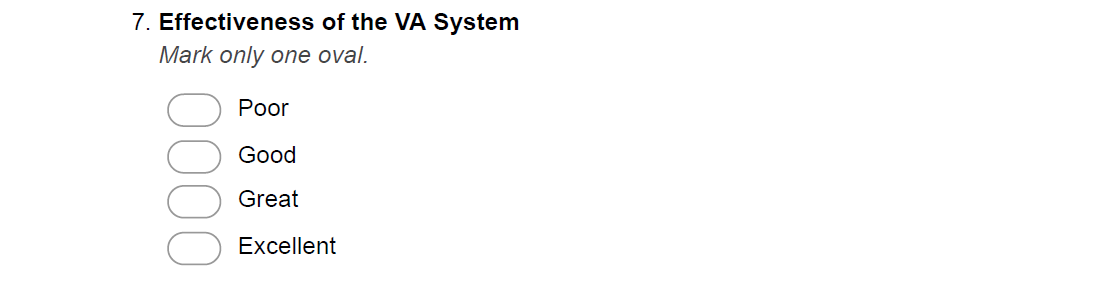 7. Effectiveness of the VA System
Mark only one oval.
Poor
Good
Great
Excellent